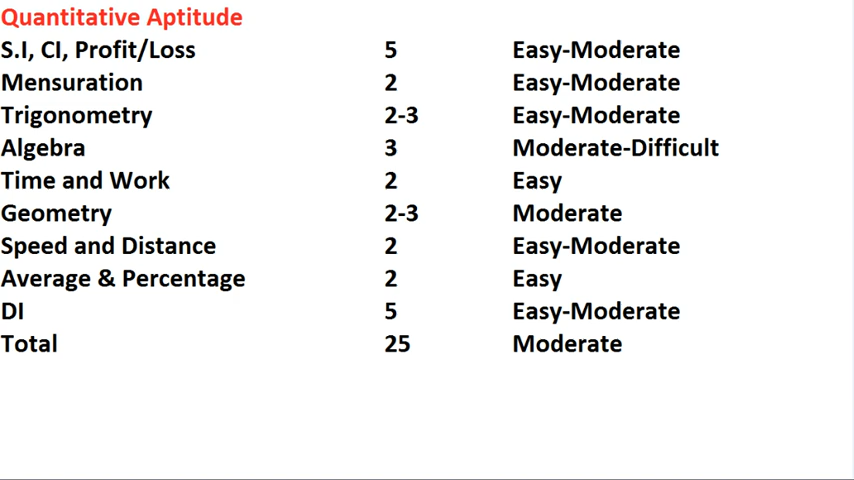 Quantitative Aptitude
S.I, CI, Profit/Loss 5 Easy-Moderate
Mensuration 2 Easy-Moderate
Trigonometry 2-3 Easy-Moderate
Algebra 3 Moderate-Difficult
Time and Work 2 Easy
Geometry 2-3 Moderate
Speed and Distance 2 Easy-Moderate
Average & Percentage 2 Easy
DI 5 Easy-Moderate
Total 25 Moderate